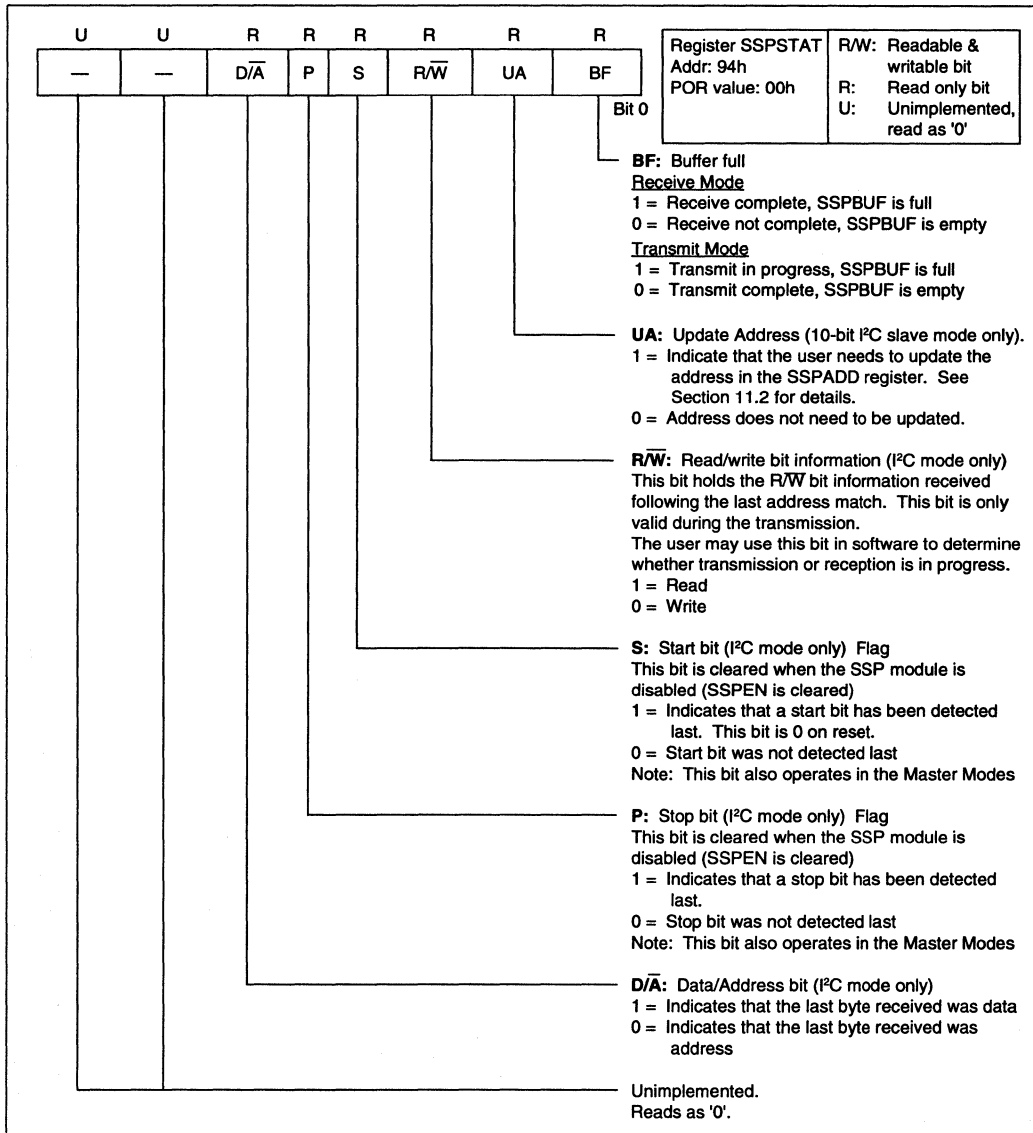 U U R R R R R R
— — D/A̅ P S R/W̅ UA BF
Bit 0
Register SSPSTAT
Addr: 94h
POR value: 00h
R/W: Readable &
writable bit
R: Read only bit
U: Unimplemented,
read as '0'
BF: Buffer full
Receive Mode
1 = Receive complete, SSPBUF is full
0 = Receive not complete, SSPBUF is empty
Transmit Mode
1 = Transmit in progress, SSPBUF is full
0 = Transmit complete, SSPBUF is empty
UA: Update Address (10-bit I²C slave mode only).
1 = Indicate that the user needs to update the
address in the SSPADD register. See
Section 11.2 for details.
0 = Address does not need to be updated.
R/W̅: Read/write bit information (I²C mode only)
This bit holds the R/W̅ bit information received
following the last address match. This bit is only
valid during the transmission.
The user may use this bit in software to determine
whether transmission or reception is in progress.
1 = Read
0 = Write
S: Start bit (I²C mode only) Flag
This bit is cleared when the SSP module is
disabled (SSPEN is cleared)
1 = Indicates that a start bit has been detected
last. This bit is 0 on reset.
0 = Start bit was not detected last
Note: This bit also operates in the Master Modes
P: Stop bit (I²C mode only) Flag
This bit is cleared when the SSP module is
disabled (SSPEN is cleared)
1 = Indicates that a stop bit has been detected
last.
0 = Stop bit was not detected last
Note: This bit also operates in the Master Modes
D/A̅: Data/Address bit (I²C mode only)
1 = Indicates that the last byte received was data
0 = Indicates that the last byte received was
address
Unimplemented.
Reads as '0'.